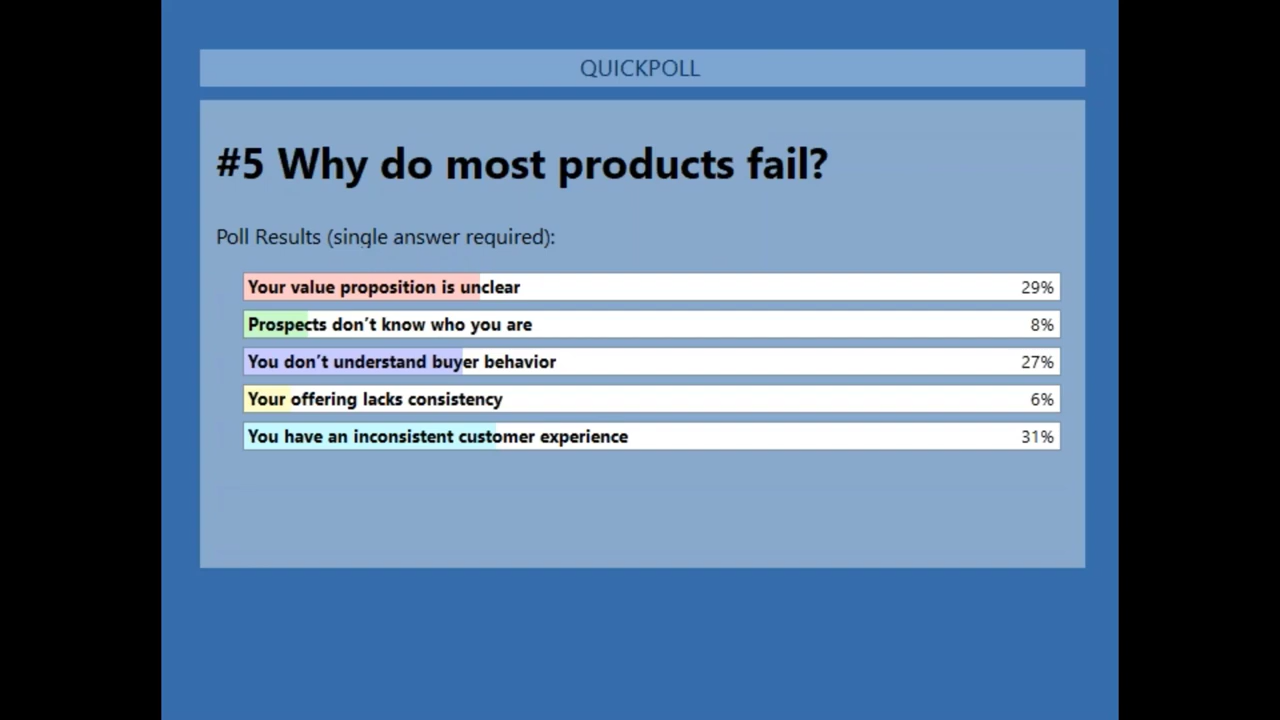 QUICKPOLL
#5 Why do most products fail?
Poll Results (single answer required):
Your value proposition is unclear 29%
Prospects don’t know who you are 8%
You don’t understand buyer behavior 27%
Your offering lacks consistency 6%
You have an inconsistent customer experience 31%